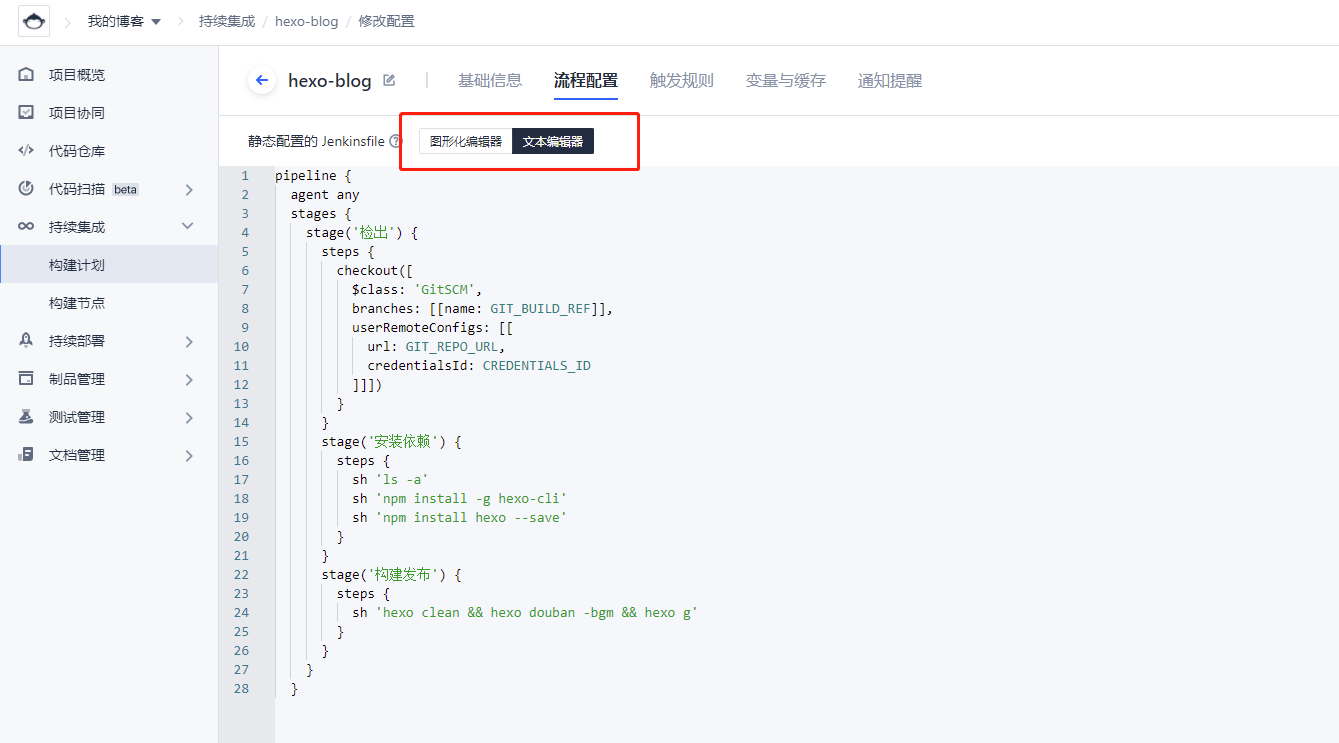 我的博客 持续集成 / hexo-blog / 修改配置
项目概览
项目协同
代码仓库
代码扫描 beta
持续集成
构建计划
构建节点
持续部署
制品管理
测试管理
文档管理
hexo-blog 基础信息 流程配置 触发规则 变量与缓存 通知提醒
静态配置的 Jenkinsfile ? 图形化编辑器 文本编辑器
1 pipeline {
2 agent any
3 stages {
4 stage('检出') {
5 steps {
6 checkout([
7 $class: 'GitSCM',
8 branches: [[name: GIT_BUILD_REF]],
9 userRemoteConfigs: [[
10 url: GIT_REPO_URL,
11 credentialsId: CREDENTIALS_ID
12 ]]])
13 }
14 }
15 stage('安装依赖') {
16 steps {
17 sh 'ls -a'
18 sh 'npm install -g hexo-cli'
19 sh 'npm install hexo --save'
20 }
21 }
22 stage('构建发布') {
23 steps {
24 sh 'hexo clean && hexo douban -bgm && hexo g'
25 }
26 }
27 }
28 }